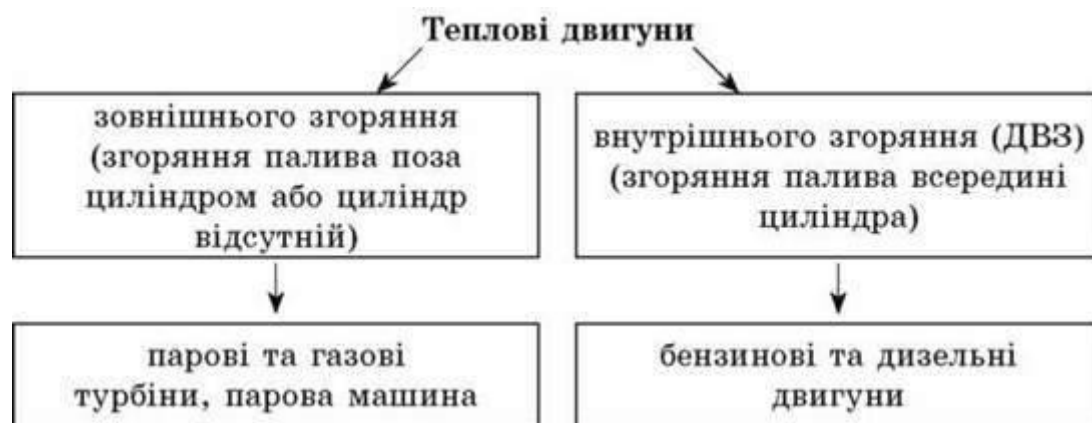 Теплові двигуни
зовнішнього згоряння
(згоряння палива поза
циліндром або циліндр
відсутній)
внутрішнього згоряння (ДВЗ)
(згоряння палива всередині
циліндра)
парові та газові
турбіни, парова машина
бензинові та дизельні
двигуни